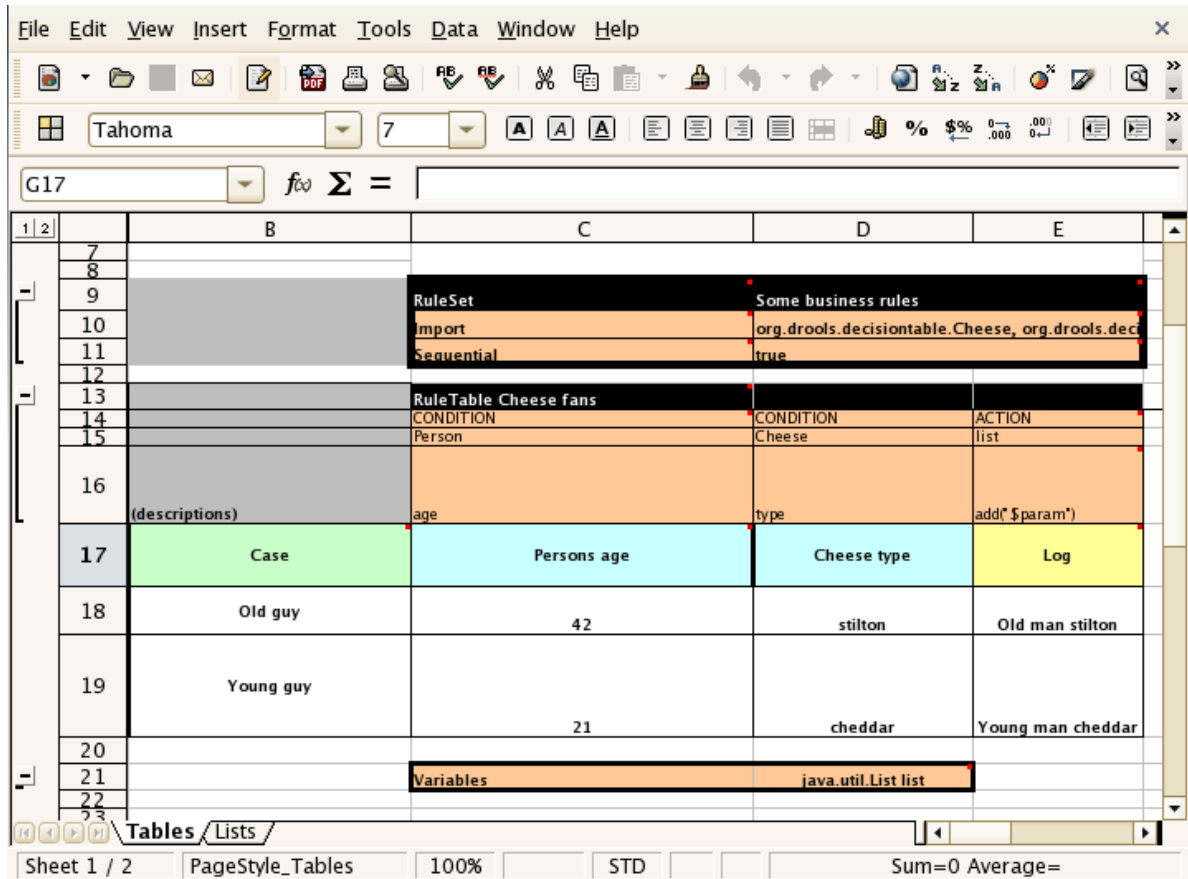 File Edit View Insert Format Tools Data Window Help
Tahoma 7
G17 f(x) Σ =
1 2 B C D E
7
8
9 RuleSet Some business rules
10 Import org.drools.decisiontable.Cheese, org.drools.deci
11 Sequential true
12
13 RuleTable Cheese fans
14 CONDITION CONDITION ACTION
15 Person Cheese list
16 (descriptions) age type add("$param")
17 Case Persons age Cheese type Log
18 Old guy 42 stilton Old man stilton
19 Young guy 21 cheddar Young man cheddar
20
21 Variables java.util.List list
22
23
Tables Lists
Sheet 1 / 2 PageStyle_Tables 100% STD Sum=0 Average=